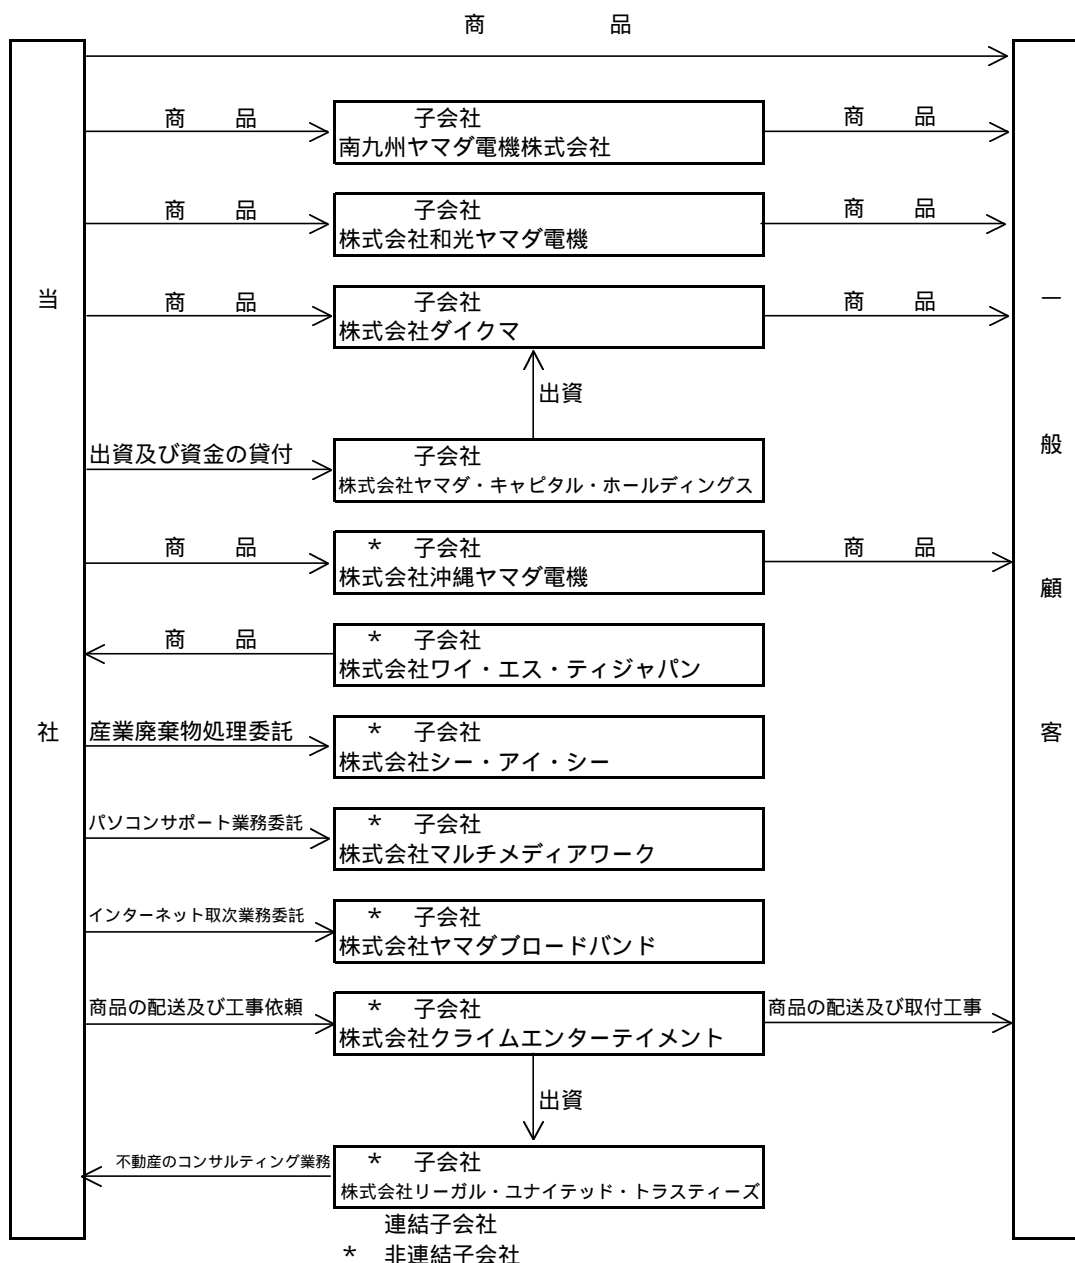 商 品
商 品
子会社
商 品
南九州ヤマダ電機株式会社
商 品
子会社
商 品
株式会社和光ヤマダ電機
当
一
商 品
子会社
商 品
株式会社ダイクマ
出資
般
出資及び資金の貸付
子会社
株式会社ヤマダ・キャピタル・ホールディングス
商 品
* 子会社
商 品
株式会社沖縄ヤマダ電機
顧
商 品
* 子会社
株式会社ワイ・エス・ティジャパン
社
客
産業廃棄物処理委託
* 子会社
株式会社シー・アイ・シー
パソコンサポート業務委託
* 子会社
株式会社マルチメディアワーク
インターネット取次業務委託
* 子会社
株式会社ヤマダブロードバンド
商品の配送及び工事依頼
* 子会社
商品の配送及び取付工事
株式会社クライムエンターテイメント
出資
不動産のコンサルティング業務
* 子会社
株式会社リーガル・ユナイテッド・トラスティーズ
連結子会社
* 非連結子会社